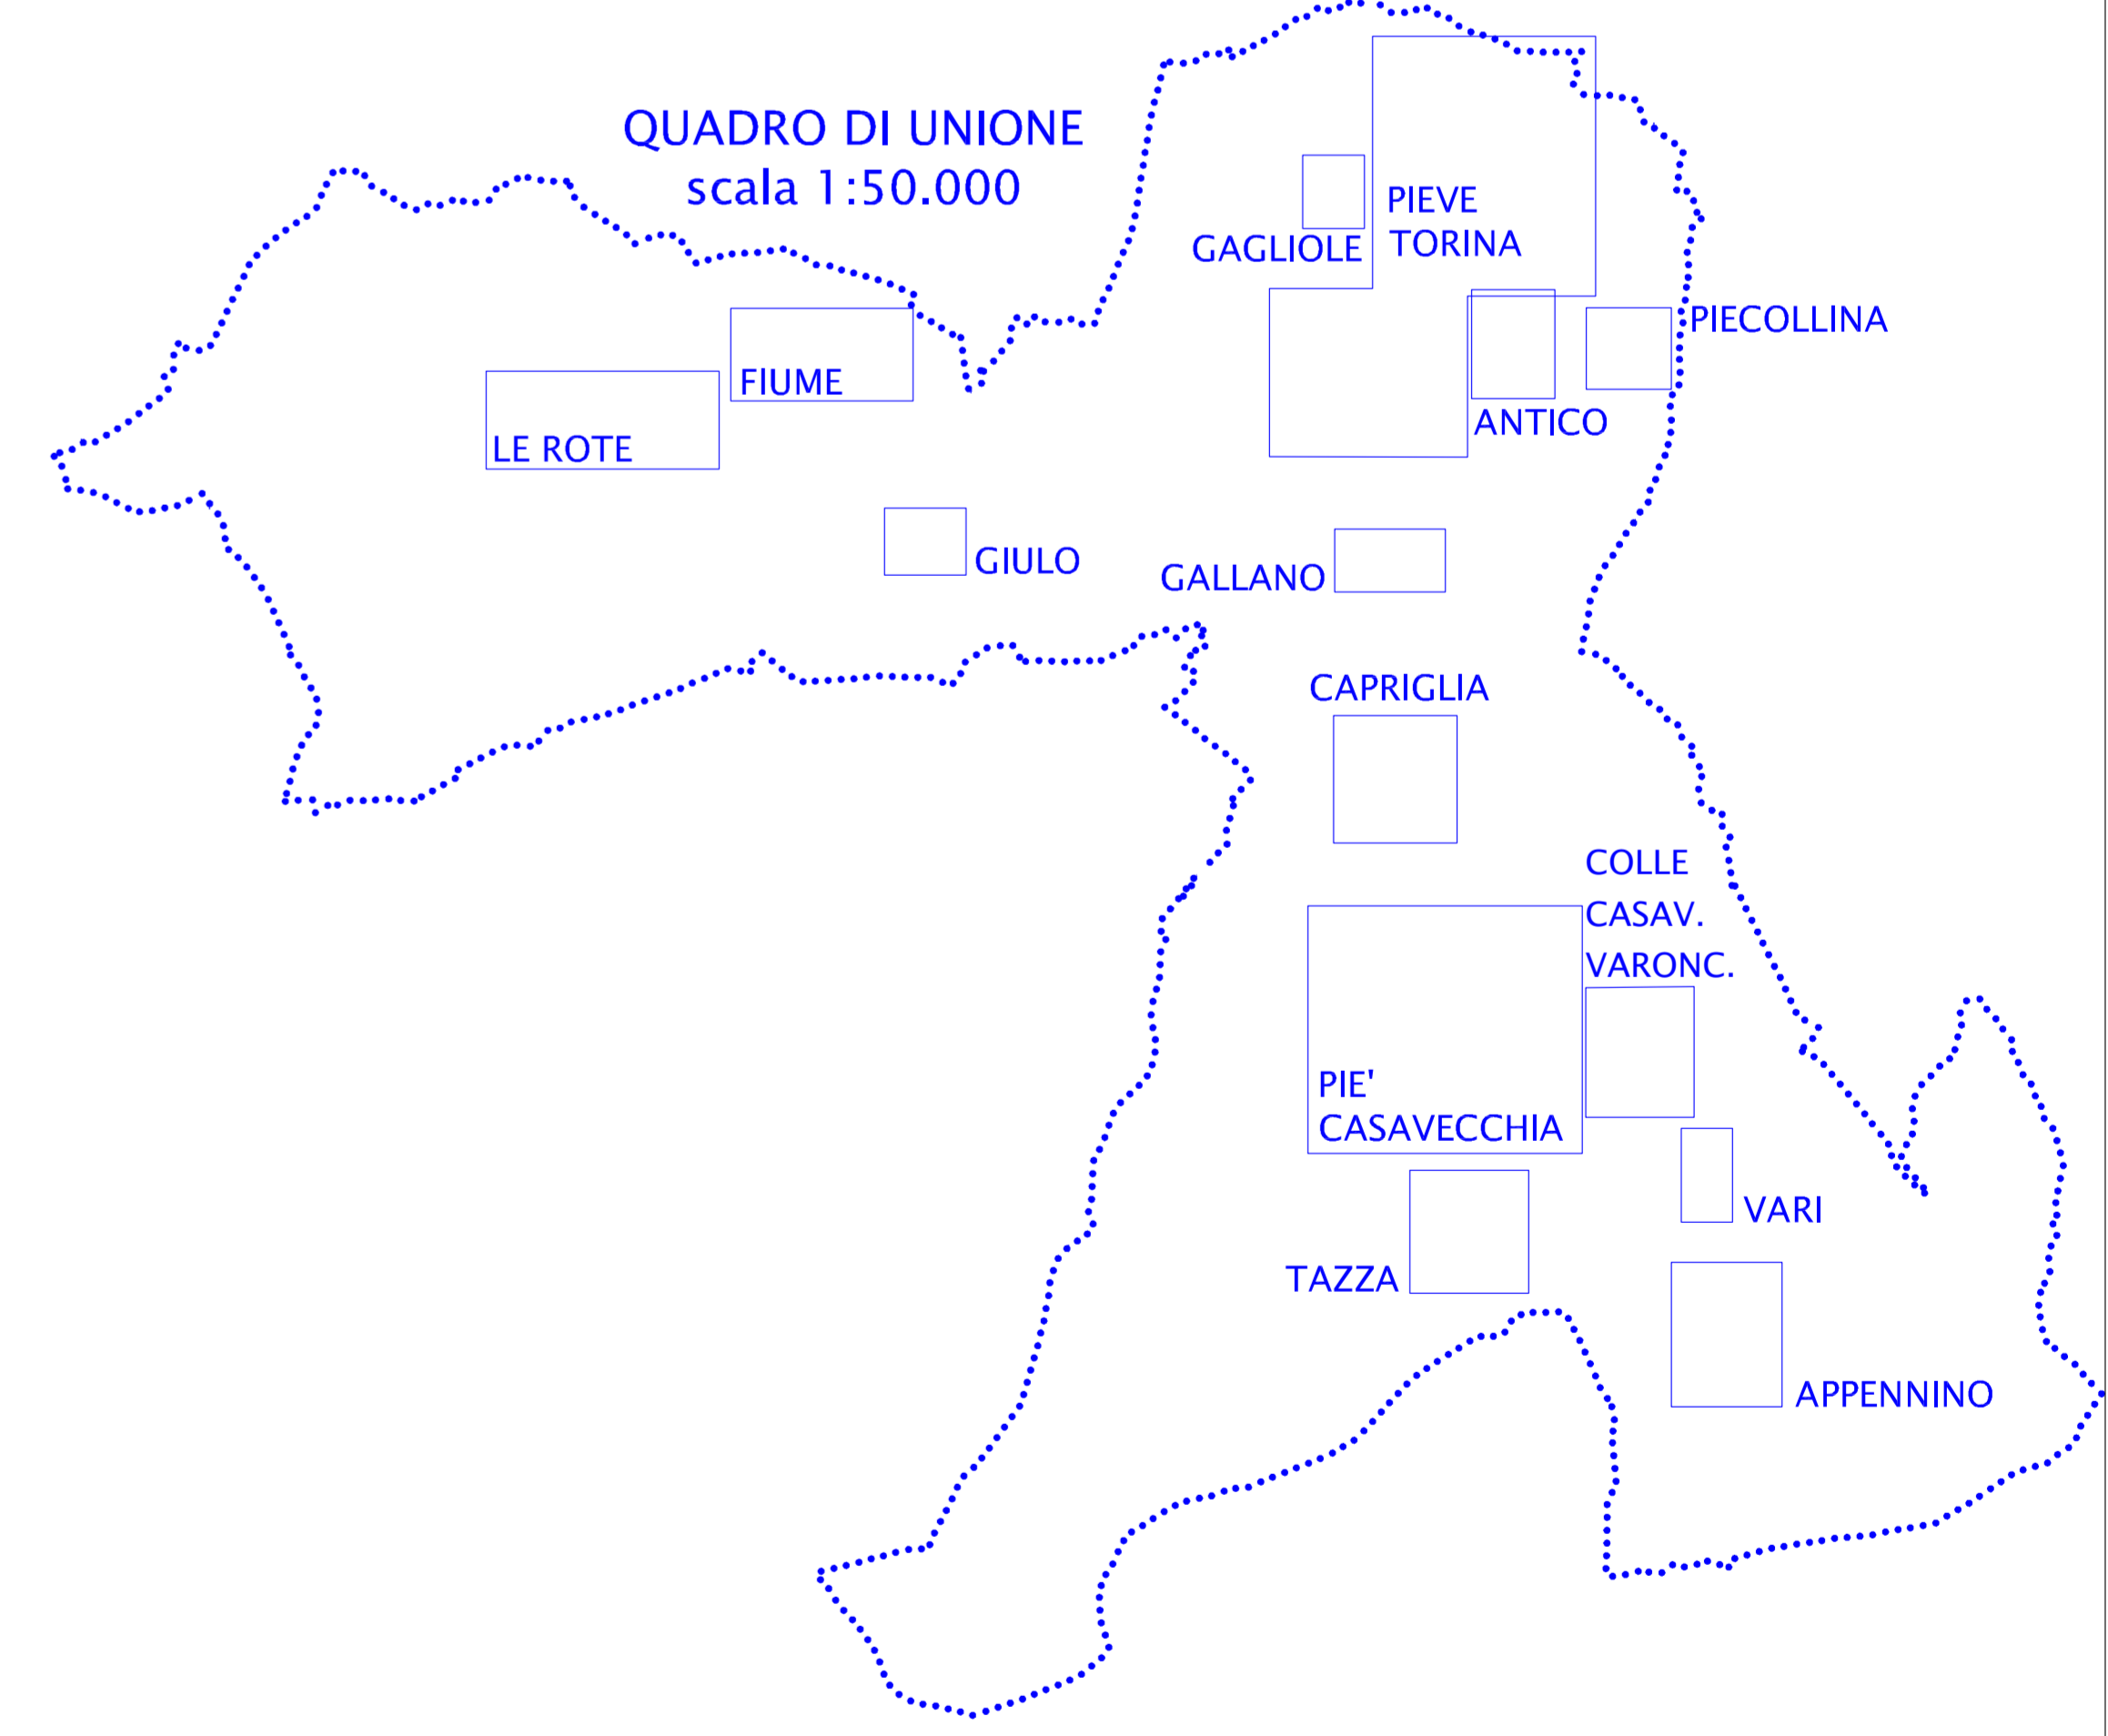 QUADRO DI UNIONE
scala 1:50.000
PIEVE
TORINA
GAGLIOLE
PIECOLLINA
FIUME
ANTICO
LE ROTE
GIULO
GALLANO
CAPRIGLIA
COLLE
CASAV.
VARONC.
PIE'
CASAVECCHIA
VARI
TAZZA
APPENNINO